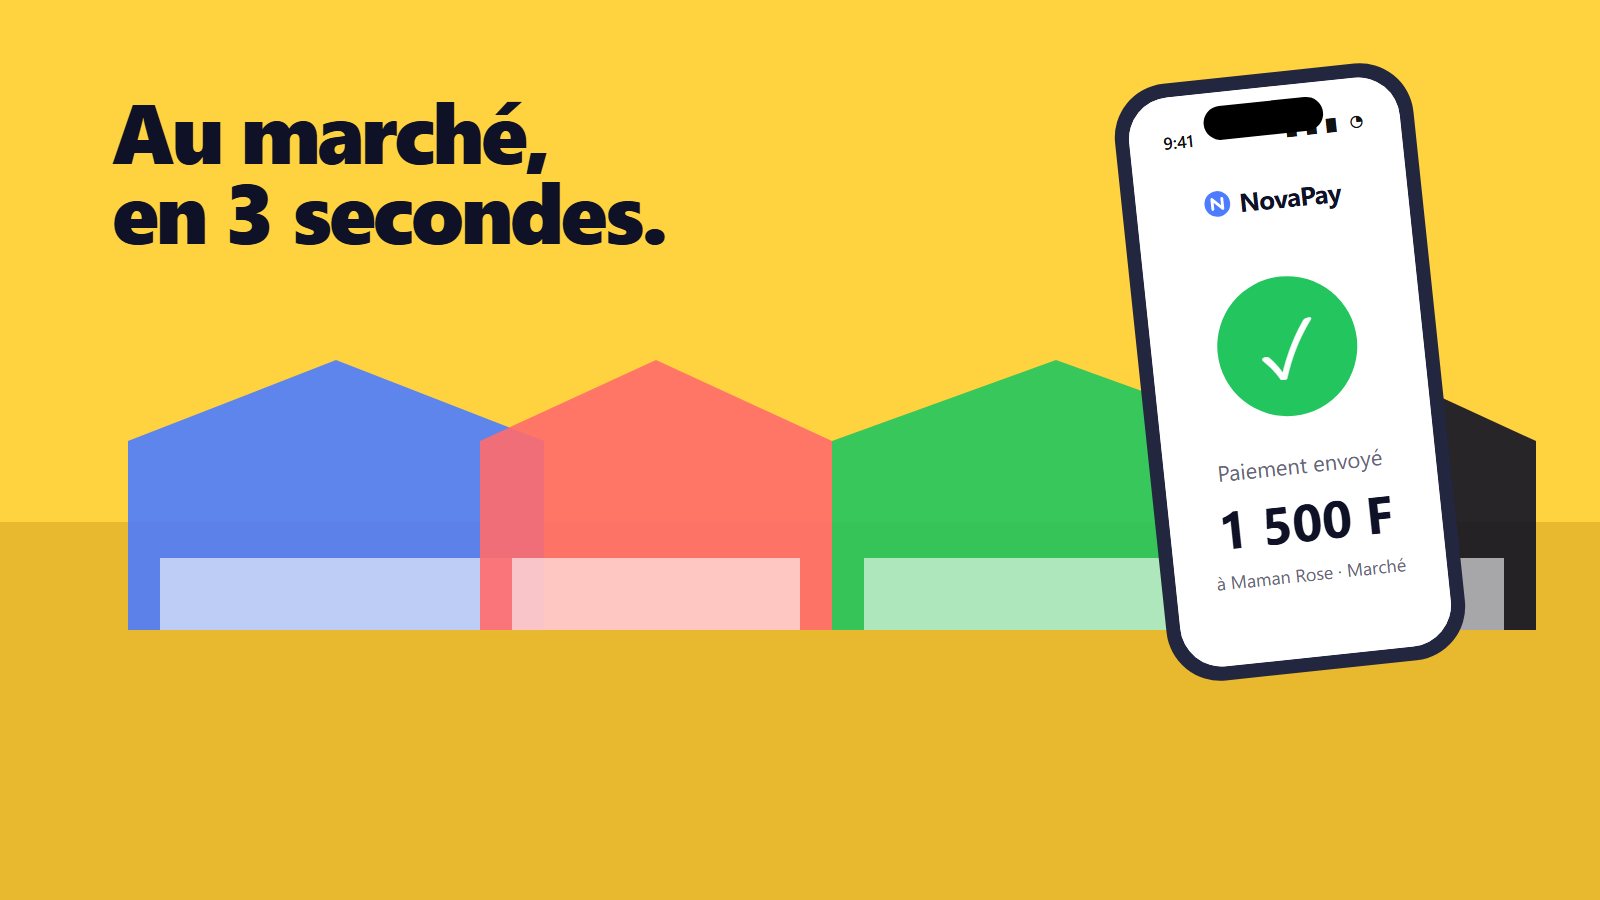 Au marché,
en 3 secondes.
9:41
NovaPay
Paiement envoyé
1 500 F
à Maman Rose · Marché